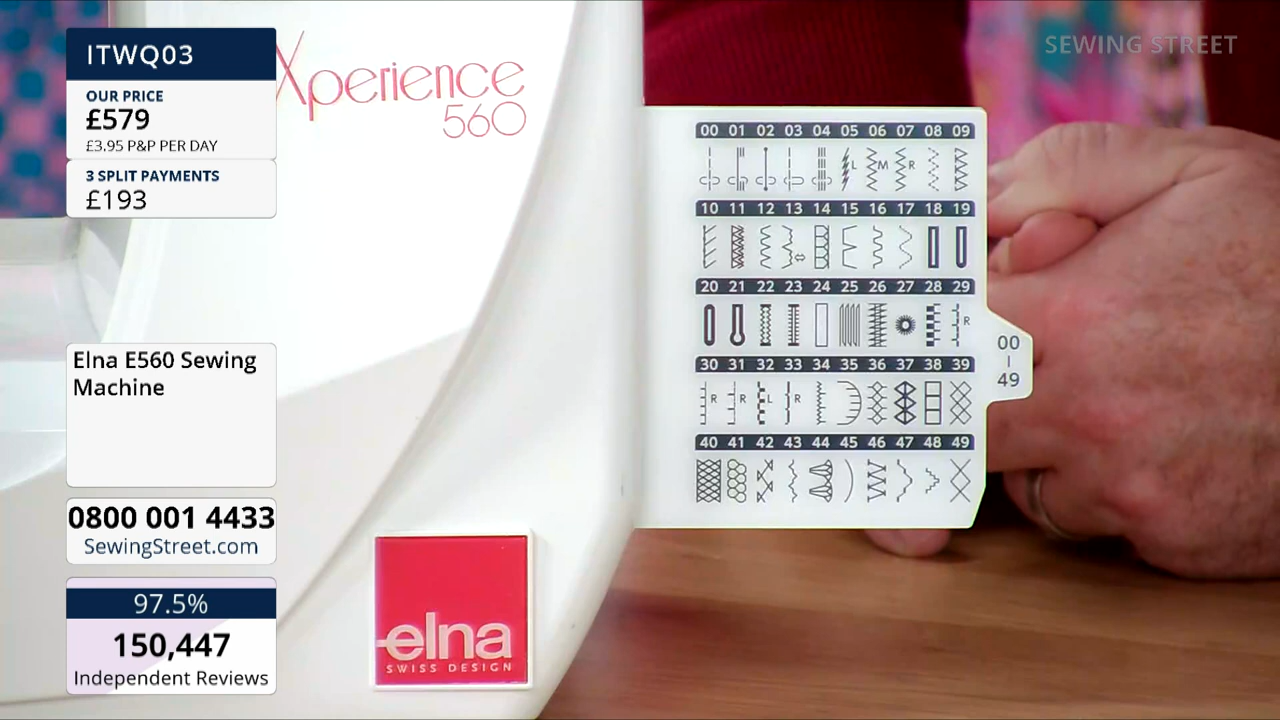 ITWQ03
OUR PRICE
£579
£3.95 P&P PER DAY
3 SPLIT PAYMENTS
£193
Elna E560 Sewing
Machine
0800 001 4433
SewingStreet.com
97.5%
150,447
Independent Reviews
Xperience
560
elna
SWISS DESIGN
SEWING STREET
00 01 02 03 04 05 06 07 08 09
L M R
10 11 12 13 14 15 16 17 18 19
20 21 22 23 24 25 26 27 28 29
R
30 31 32 33 34 35 36 37 38 39
R R L R
40 41 42 43 44 45 46 47 48 49
00
|
49